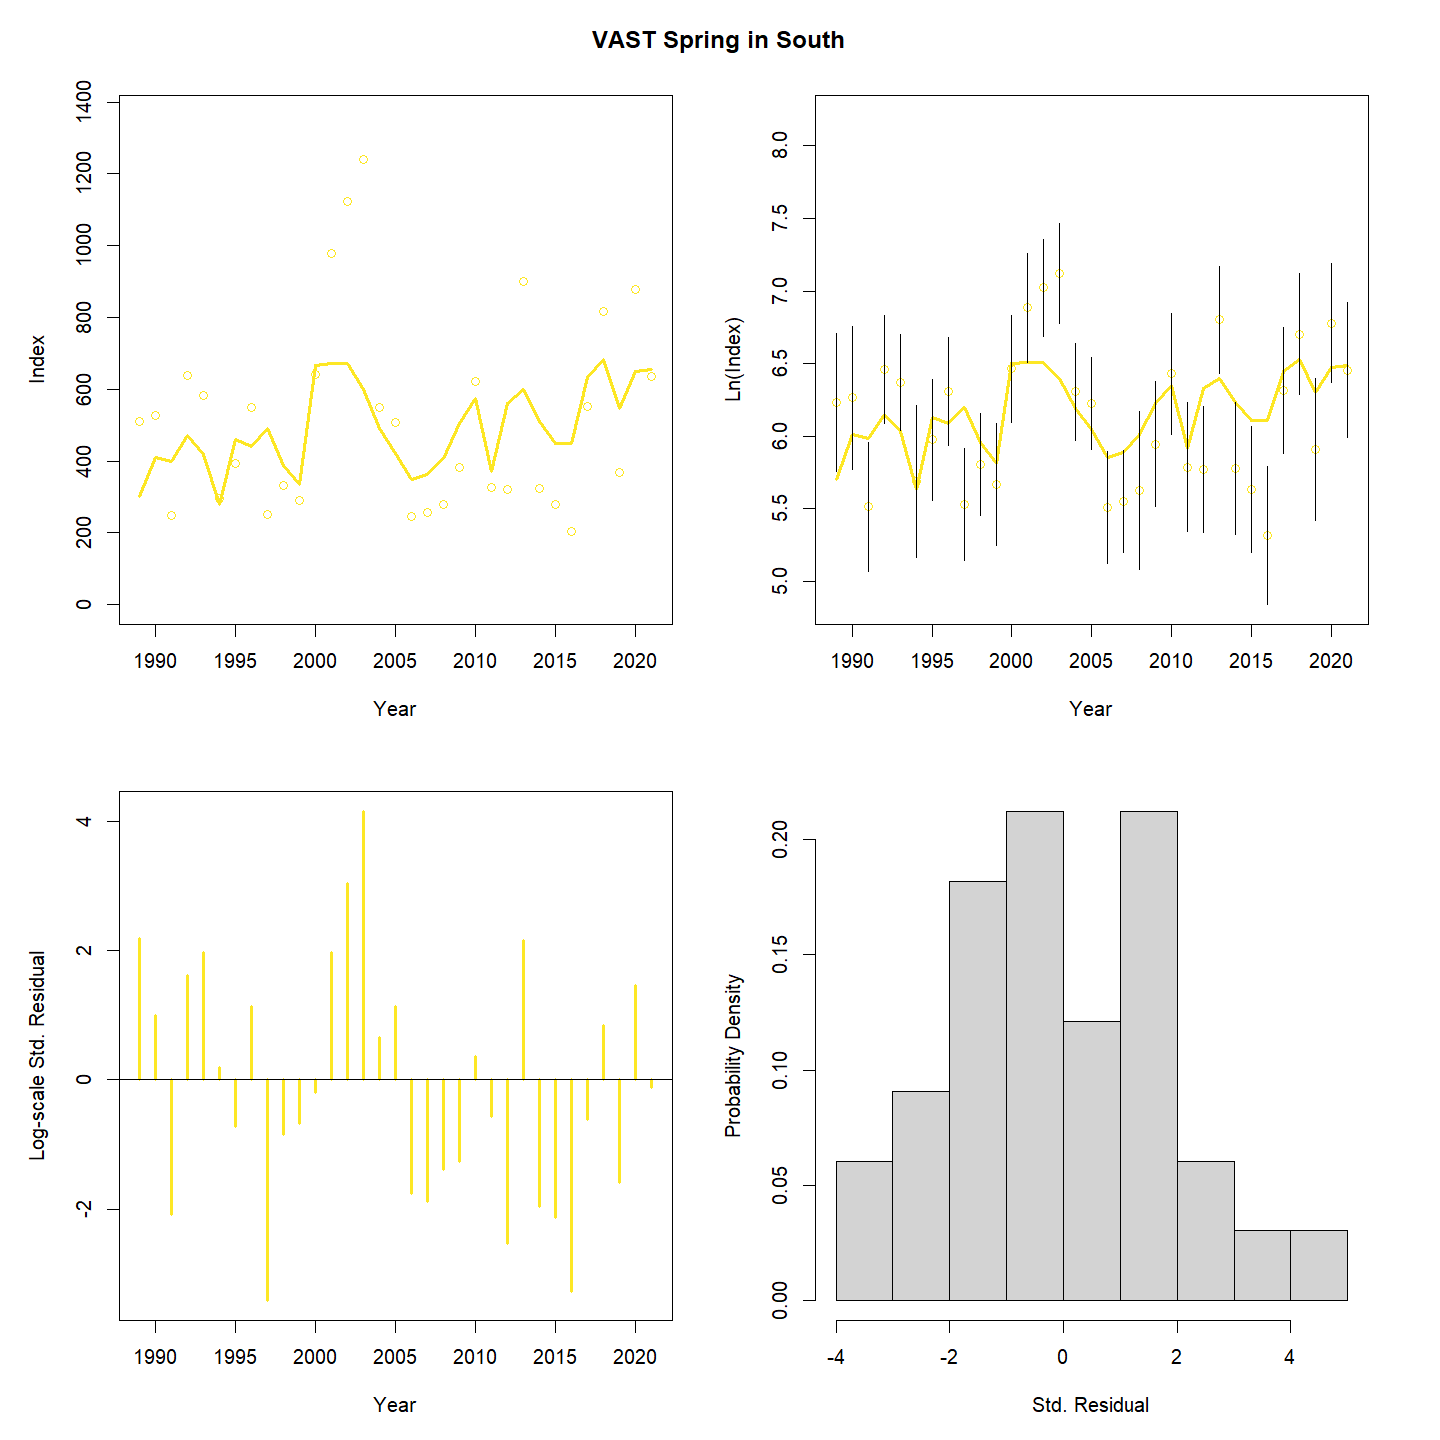 VAST Spring in South
Index
0 200 400 600 800 1000 1200 1400
1990 1995 2000 2005 2010 2015 2020
Year
Ln(Index)
5.0 5.5 6.0 6.5 7.0 7.5 8.0
1990 1995 2000 2005 2010 2015 2020
Year
Log-scale Std. Residual
-2 0 2 4
1990 1995 2000 2005 2010 2015 2020
Year
Probability Density
0.00 0.05 0.10 0.15 0.20
-4 -2 0 2 4
Std. Residual